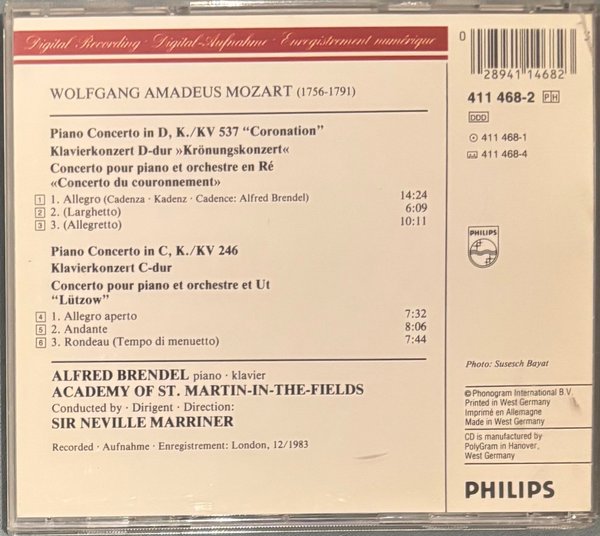 Digital Recording · Digital-Aufnahme · Enregistrement numérique
WOLFGANG AMADEUS MOZART (1756-1791)
Piano Concerto in D, K./KV 537 “Coronation”
Klavierkonzert D-dur »Krönungskonzert«
Concerto pour piano et orchestre en Ré
«Concerto du couronnement»
1 1. Allegro (Cadenza · Kadenz · Cadence: Alfred Brendel) 14:24
2 2. (Larghetto) 6:09
3 3. (Allegretto) 10:11
Piano Concerto in C, K./KV 246
Klavierkonzert C-dur
Concerto pour piano et orchestre et Ut
“Lützow”
4 1. Allegro aperto 7:32
5 2. Andante 8:06
6 3. Rondeau (Tempo di menuetto) 7:44
ALFRED BRENDEL piano · klavier
ACADEMY OF ST. MARTIN-IN-THE-FIELDS
Conducted by · Dirigent · Direction:
SIR NEVILLE MARRINER
Recorded · Aufnahme · Enregistrement: London, 12/1983
0
28941 14682
411 468-2 PH
DDD
411 468-1
411 468-4
PHILIPS
Photo: Susesch Bayat
℗ Phonogram International B.V.
Printed in West Germany
Imprimé en Allemagne
Made in West Germany
CD is manufactured by
PolyGram in Hanover,
West Germany
PHILIPS